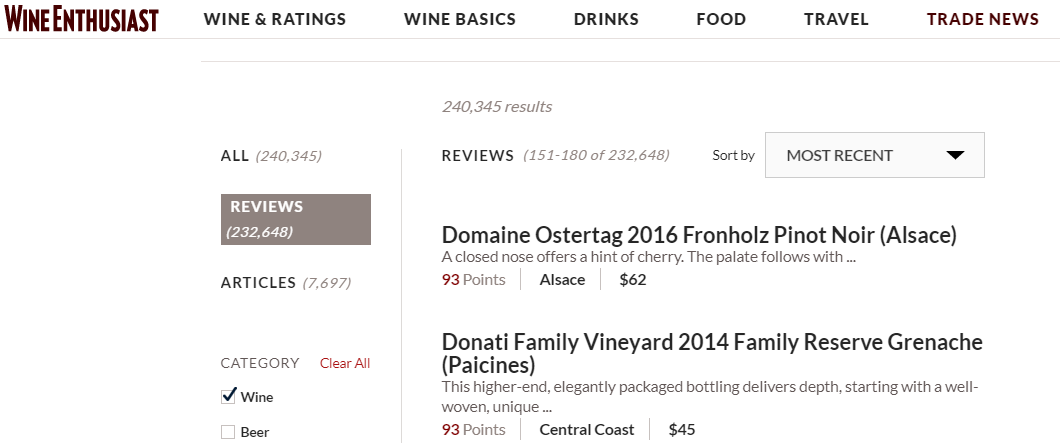 WINE ENTHUSIAST
WINE & RATINGS WINE BASICS DRINKS FOOD TRAVEL TRADE NEWS
240,345 results
ALL (240,345)
REVIEWS (151-180 of 232,648) Sort by MOST RECENT
REVIEWS
(232,648)
ARTICLES (7,697)
CATEGORY Clear All
Wine
Beer
Domaine Ostertag 2016 Fronholz Pinot Noir (Alsace)
A closed nose offers a hint of cherry. The palate follows with ...
93 Points Alsace $62
Donati Family Vineyard 2014 Family Reserve Grenache
(Paicines)
This higher-end, elegantly packaged bottling delivers depth, starting with a well-
woven, unique ...
93 Points Central Coast $45